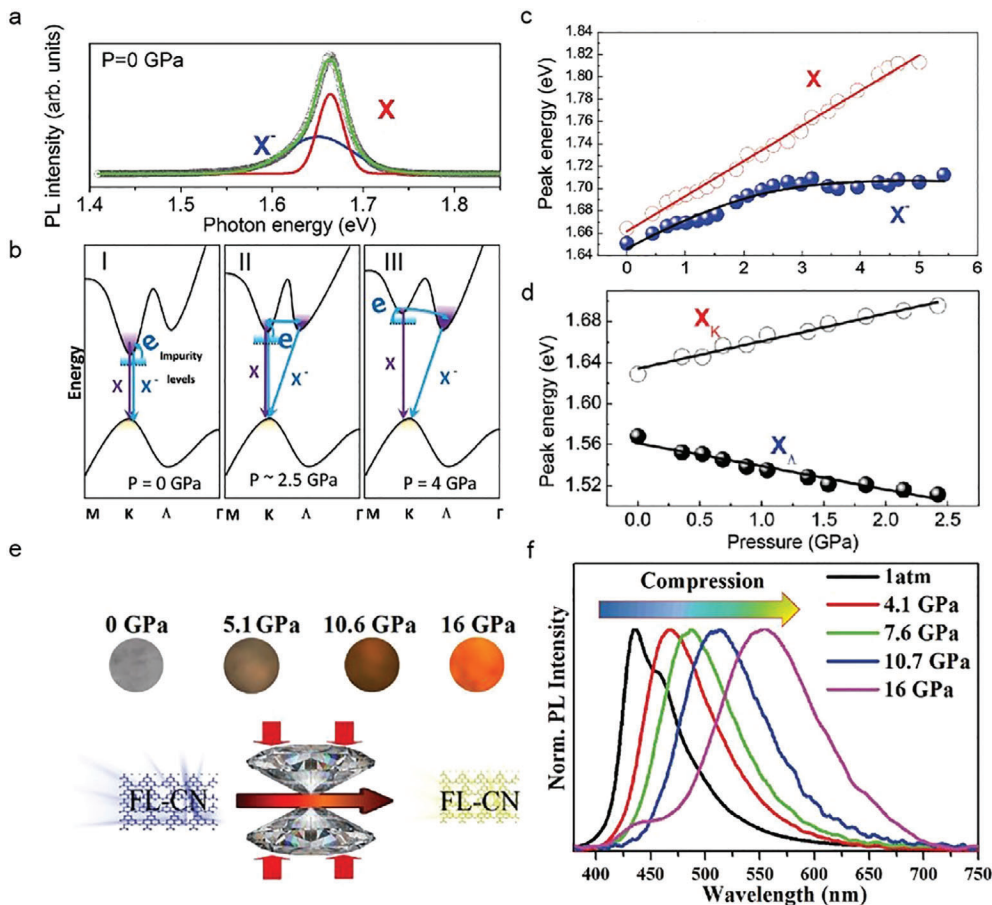 a
P=0 GPa
X
X⁻
PL intensity (arb. units)
1.4 1.5 1.6 1.7 1.8
Photon energy (eV)
b
I II III
e e e
Impurity
levels
X X⁻ X X⁻ X X⁻
Energy
P = 0 GPa P ~ 2.5 GPa P = 4 GPa
M K Λ Γ M K Λ Γ M K Λ Γ
c
1.84
1.82
1.80
1.78
1.76
1.74
1.72
1.70
1.68
1.66
1.64
Peak energy (eV)
X
X⁻
0 1 2 3 4 5 6
d
1.68
1.64
1.60
1.56
1.52
Peak energy (eV)
X_K
X_Λ
0.0 0.5 1.0 1.5 2.0 2.5
Pressure (GPa)
e
0 GPa 5.1 GPa 10.6 GPa 16 GPa
FL-CN FL-CN
f
Compression
1atm
4.1 GPa
7.6 GPa
10.7 GPa
16 GPa
Norm. PL Intensity
400 450 500 550 600 650 700 750
Wavelength (nm)